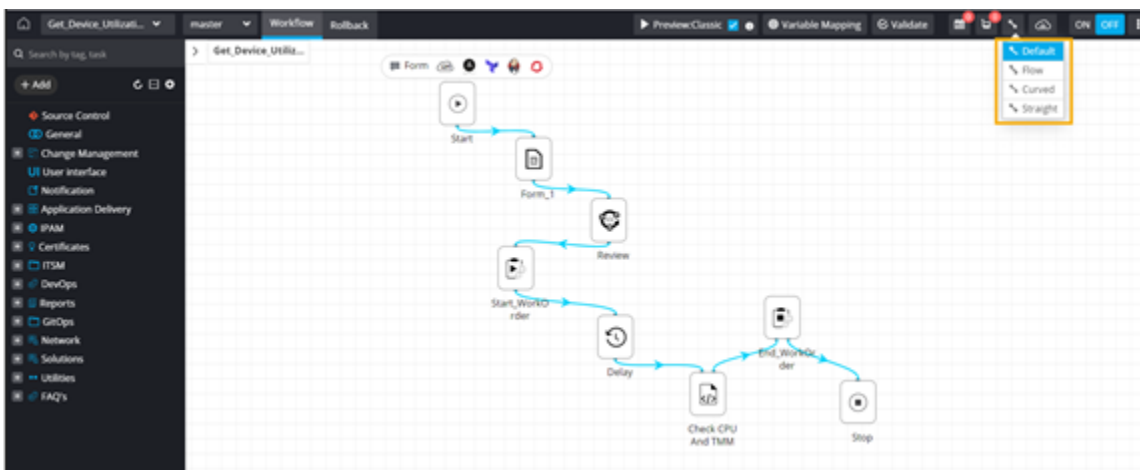 Get_Device_Utilizati...
master
Workflow
Rollback
Preview:Classic
Variable Mapping
Validate
ON
OFF
Search by tag, task
Get_Device_Utiliz...
Default
Flow
Curved
Straight
+ Add
Form
Source Control
General
Change Management
UI User interface
Notification
Application Delivery
IPAM
Certificates
ITSM
DevOps
Reports
GitOps
Network
Solutions
Utilities
FAQ's
Start
Form_1
Review
Start_WorkO
rder
Delay
End_WorkOr
der
Check CPU
And TMM
Stop